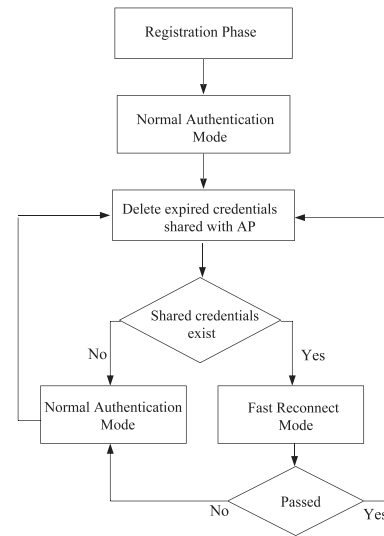 Registration Phase
Normal Authentication
Mode
Delete expired credentials
shared with AP
Shared credentials
exist
No
Yes
Normal Authentication
Mode
Fast Reconnect
Mode
Passed
No
Yes